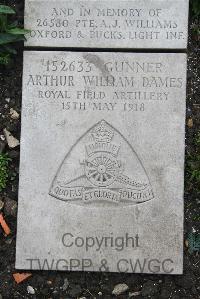 AND IN MEMORY OF
26580 PTE. A.J. WILLIAMS
OXFORD & BUCKS. LIGHT INF.
152633 GUNNER
ARTHUR WILLIAM DAMES
ROYAL FIELD ARTILLERY
15TH MAY 1918
UBIQUE
QUO FAS ET GLORIA DUCUNT
Copyright
TWGPP & CWGC